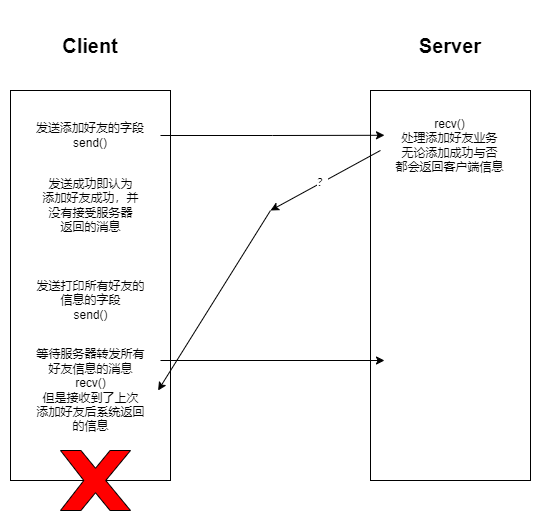 Client
Server
发送添加好友的字段
send()
发送成功即认为
添加好友成功，并
没有接受服务器
返回的消息
发送打印所有好友的
信息的字段
send()
等待服务器转发所有
好友信息的消息
recv()
但是接收到了上次
添加好友后系统返回
的信息
recv()
处理添加好友业务
无论添加成功与否
都会返回客户端信息
?